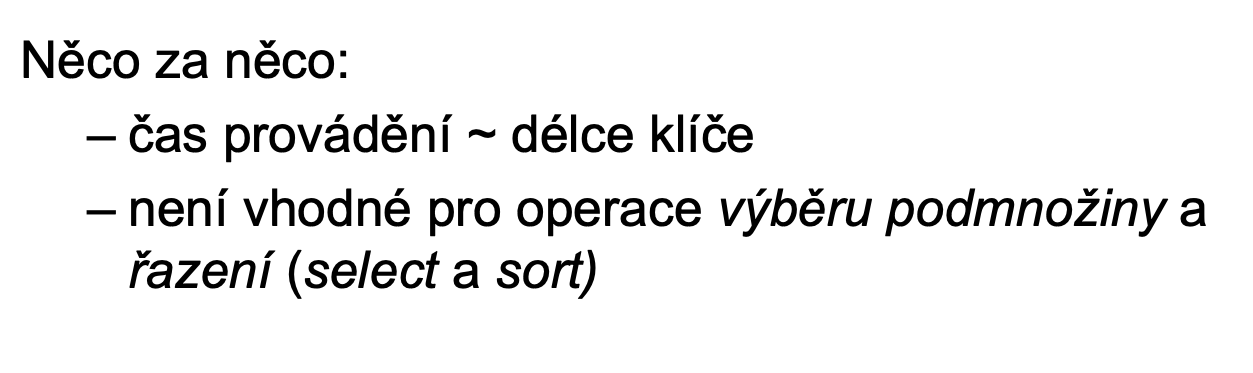 Něco za něco:
– čas provádění ~ délce klíče
– není vhodné pro operace výběru podmnožiny a
řazení (select a sort)